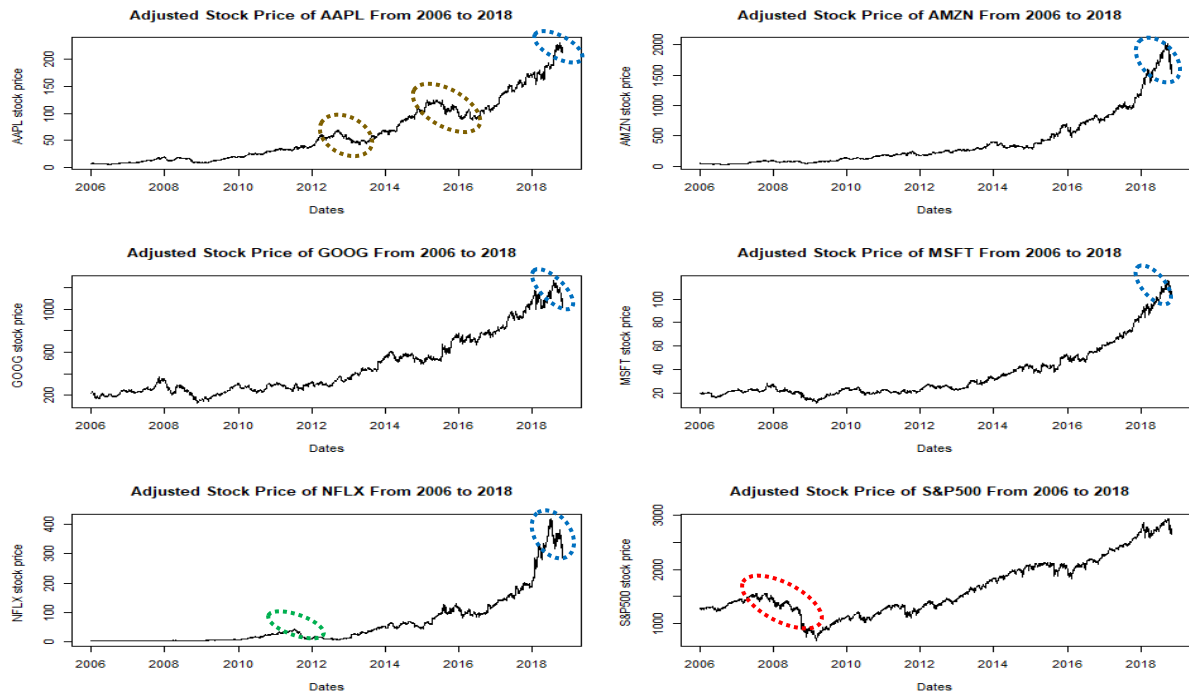 Adjusted Stock Price of AAPL From 2006 to 2018
AAPL stock price
0 50 100 150 200
2006 2008 2010 2012 2014 2016 2018
Dates
Adjusted Stock Price of AMZN From 2006 to 2018
AMZN stock price
0 500 1000 1500 2000
2006 2008 2010 2012 2014 2016 2018
Dates
Adjusted Stock Price of GOOG From 2006 to 2018
GOOG stock price
200 600 1000
2006 2008 2010 2012 2014 2016 2018
Dates
Adjusted Stock Price of MSFT From 2006 to 2018
MSFT stock price
20 40 60 80 100
2006 2008 2010 2012 2014 2016 2018
Dates
Adjusted Stock Price of NFLX From 2006 to 2018
NFLX stock price
0 100 200 300 400
2006 2008 2010 2012 2014 2016 2018
Dates
Adjusted Stock Price of S&P500 From 2006 to 2018
S&P500 stock price
1000 2000 3000
2006 2008 2010 2012 2014 2016 2018
Dates